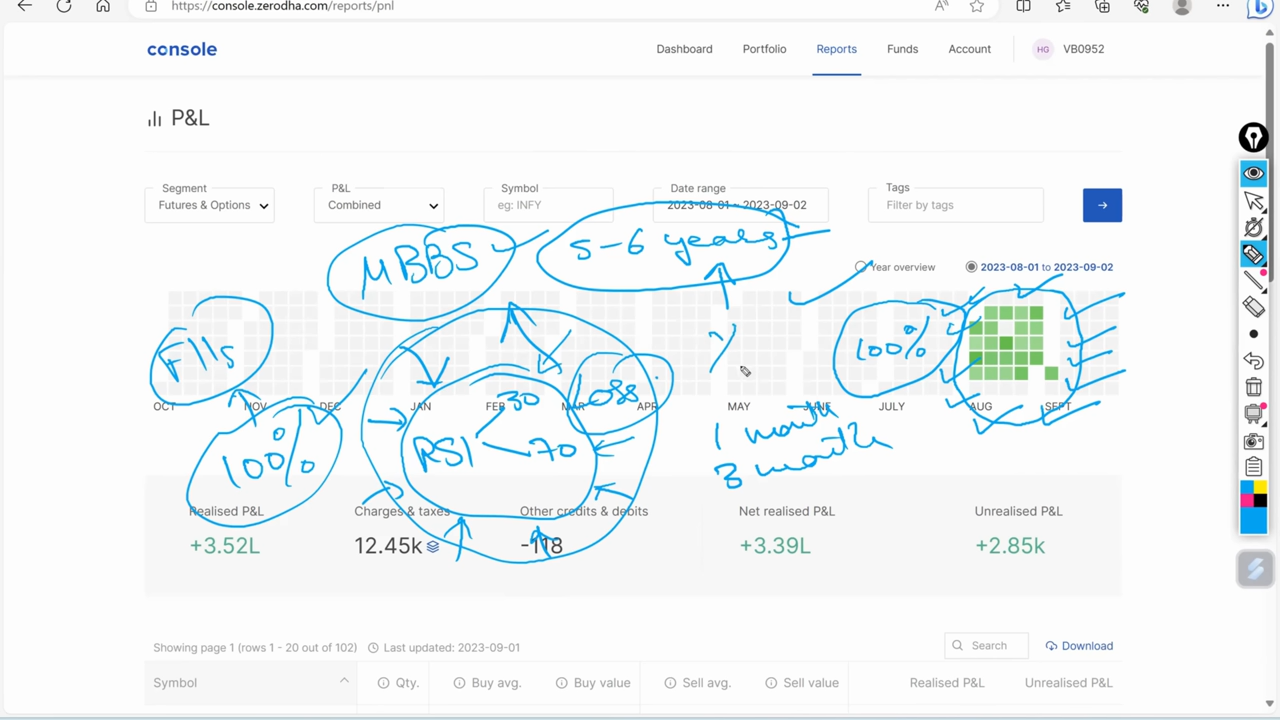 https://console.zerodha.com/reports/pnl
console Dashboard Portfolio Reports Funds Account HG VB0952
P&L
Segment P&L Symbol Date range Tags
Futures & Options Combined eg: INFY 2023-08-01 ~ 2023-09-02 Filter by tags
MBBS 5-6 years
Year overview 2023-08-01 to 2023-09-02
100%
OCT NOV DEC JAN FEB MAR APR MAY JUNE JULY AUG SEPT
30 Loss
RSI 70
1 month
3 month
100%
Realised P&L Charges & taxes Other credits & debits Net realised P&L Unrealised P&L
+3.52L 12.45k -118 +3.39L +2.85k
Showing page 1 (rows 1 - 20 out of 102) Last updated: 2023-09-01 Search Download
Symbol Qty. Buy avg. Buy value Sell avg. Sell value Realised P&L Unrealised P&L